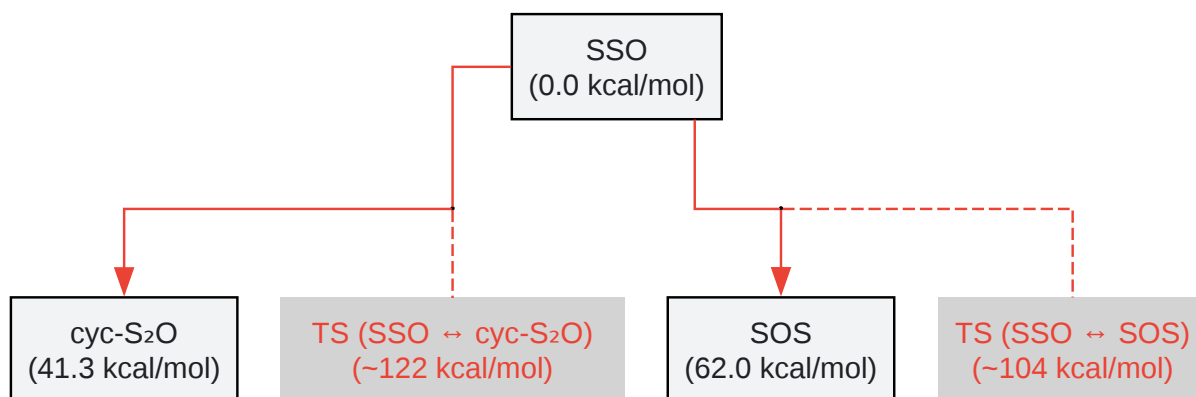 SSO
(0.0 kcal/mol)
cyc-S₂O
(41.3 kcal/mol)
TS (SSO ↔ cyc-S₂O)
(~122 kcal/mol)
SOS
(62.0 kcal/mol)
TS (SSO ↔ SOS)
(~104 kcal/mol)